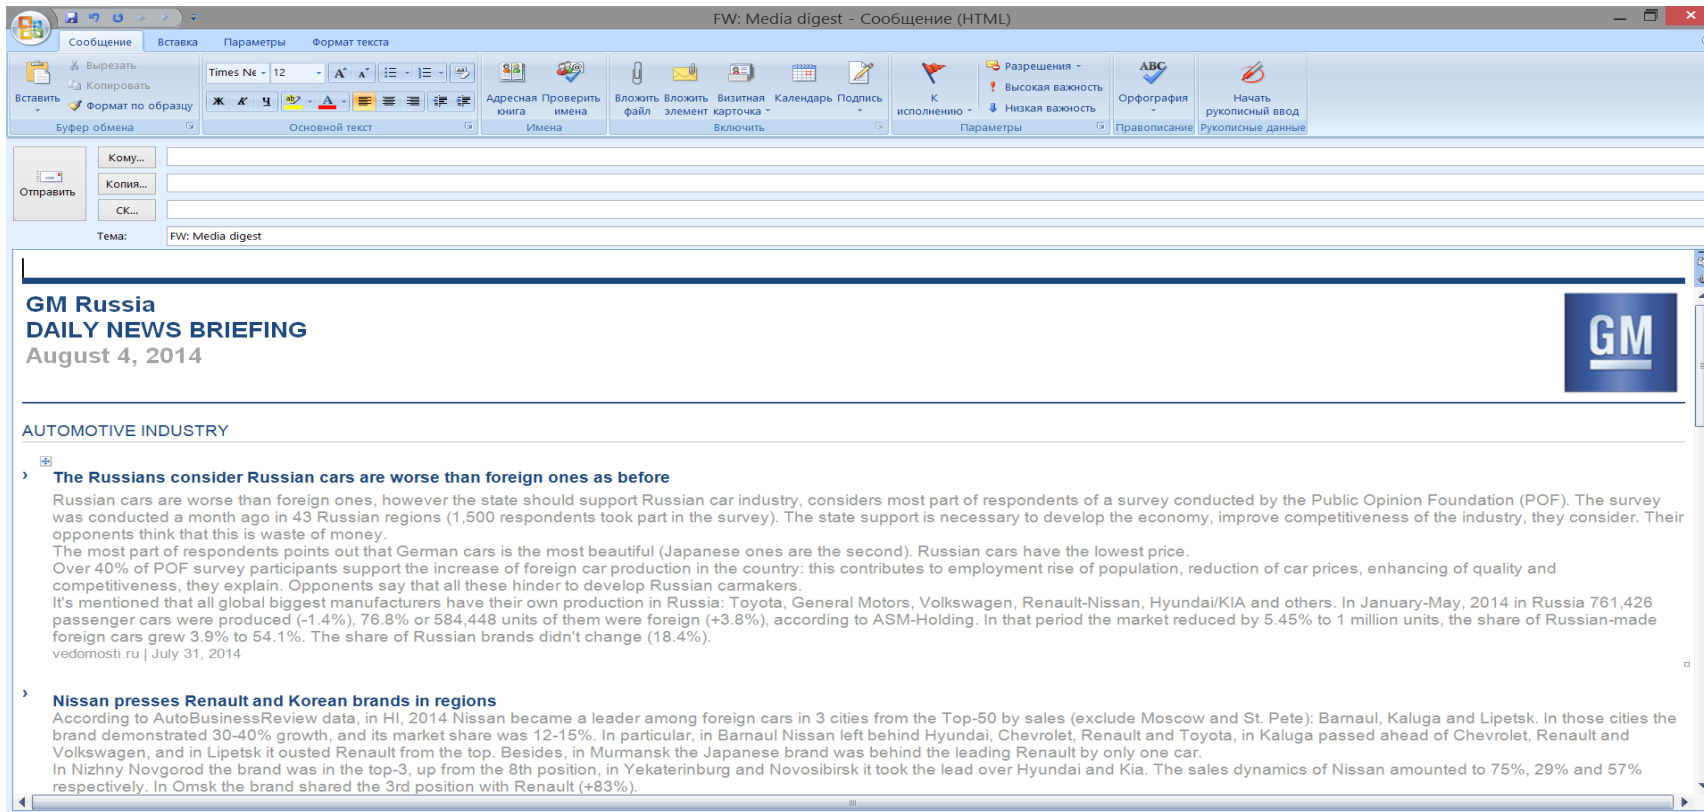 FW: Media digest - Сообщение (HTML)
Сообщение Вставка Параметры Формат текста
Вставить
Вырезать
Копировать
Формат по образцу
Буфер обмена
Times Ne 12
Ж К Ч
Основной текст
Адресная книга
Проверить имена
Имена
Вложить файл
Вложить элемент
Визитная карточка
Календарь
Подпись
Включить
К исполнению
Разрешения
Высокая важность
Низкая важность
Параметры
ABC
Орфография
Правописание
Начать рукописный ввод
Рукописные данные
Отправить
Кому...
Копия...
СК...
Тема: FW: Media digest
GM Russia
DAILY NEWS BRIEFING
August 4, 2014
GM
AUTOMOTIVE INDUSTRY
The Russians consider Russian cars are worse than foreign ones as before
Russian cars are worse than foreign ones, however the state should support Russian car industry, considers most part of respondents of a survey conducted by the Public Opinion Foundation (POF). The survey
was conducted a month ago in 43 Russian regions (1,500 respondents took part in the survey). The state support is necessary to develop the economy, improve competitiveness of the industry, they consider. Their
opponents think that this is waste of money.
The most part of respondents points out that German cars is the most beautiful (Japanese ones are the second). Russian cars have the lowest price.
Over 40% of POF survey participants support the increase of foreign car production in the country: this contributes to employment rise of population, reduction of car prices, enhancing of quality and
competitiveness, they explain. Opponents say that all these hinder to develop Russian carmakers.
It's mentioned that all global biggest manufacturers have their own production in Russia: Toyota, General Motors, Volkswagen, Renault-Nissan, Hyundai/KIA and others. In January-May, 2014 in Russia 761,426
passenger cars were produced (-1.4%), 76.8% or 584,448 units of them were foreign (+3.8%), according to ASM-Holding. In that period the market reduced by 5.45% to 1 million units, the share of Russian-made
foreign cars grew 3.9% to 54.1%. The share of Russian brands didn't change (18.4%).
vedomosti.ru | July 31, 2014
Nissan presses Renault and Korean brands in regions
According to AutoBusinessReview data, in HI, 2014 Nissan became a leader among foreign cars in 3 cities from the Top-50 by sales (exclude Moscow and St. Pete): Barnaul, Kaluga and Lipetsk. In those cities the
brand demonstrated 30-40% growth, and its market share was 12-15%. In particular, in Barnaul Nissan left behind Hyundai, Chevrolet, Renault and Toyota, in Kaluga passed ahead of Chevrolet, Renault and
Volkswagen, and in Lipetsk it ousted Renault from the top. Besides, in Murmansk the Japanese brand was behind the leading Renault by only one car.
In Nizhny Novgorod the brand was in the top-3, up from the 8th position, in Yekaterinburg and Novosibirsk it took the lead over Hyundai and Kia. The sales dynamics of Nissan amounted to 75%, 29% and 57%
respectively. In Omsk the brand shared the 3rd position with Renault (+83%).